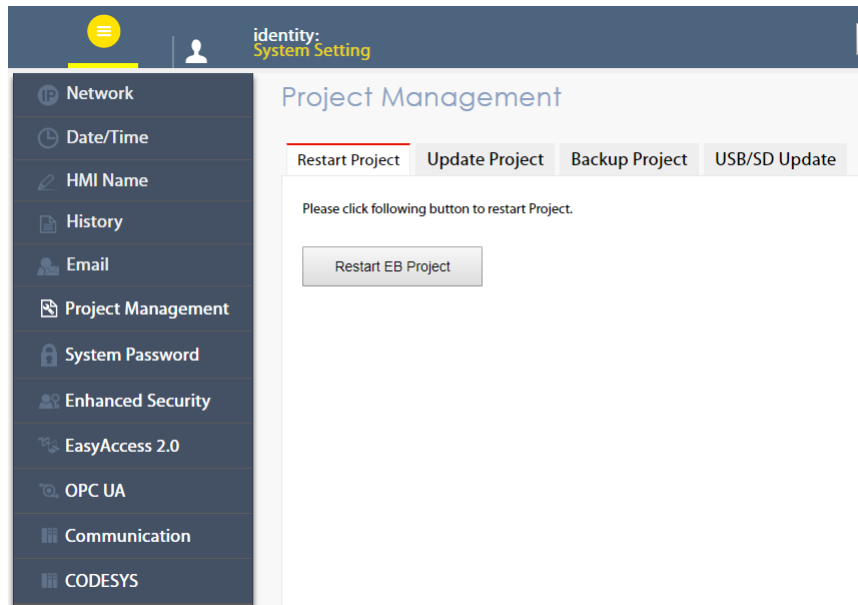 identity:
System Setting
Network
Date/Time
HMI Name
History
Email
Project Management
System Password
Enhanced Security
EasyAccess 2.0
OPC UA
Communication
CODESYS
Project Management
Restart Project Update Project Backup Project USB/SD Update
Please click following button to restart Project.
Restart EB Project